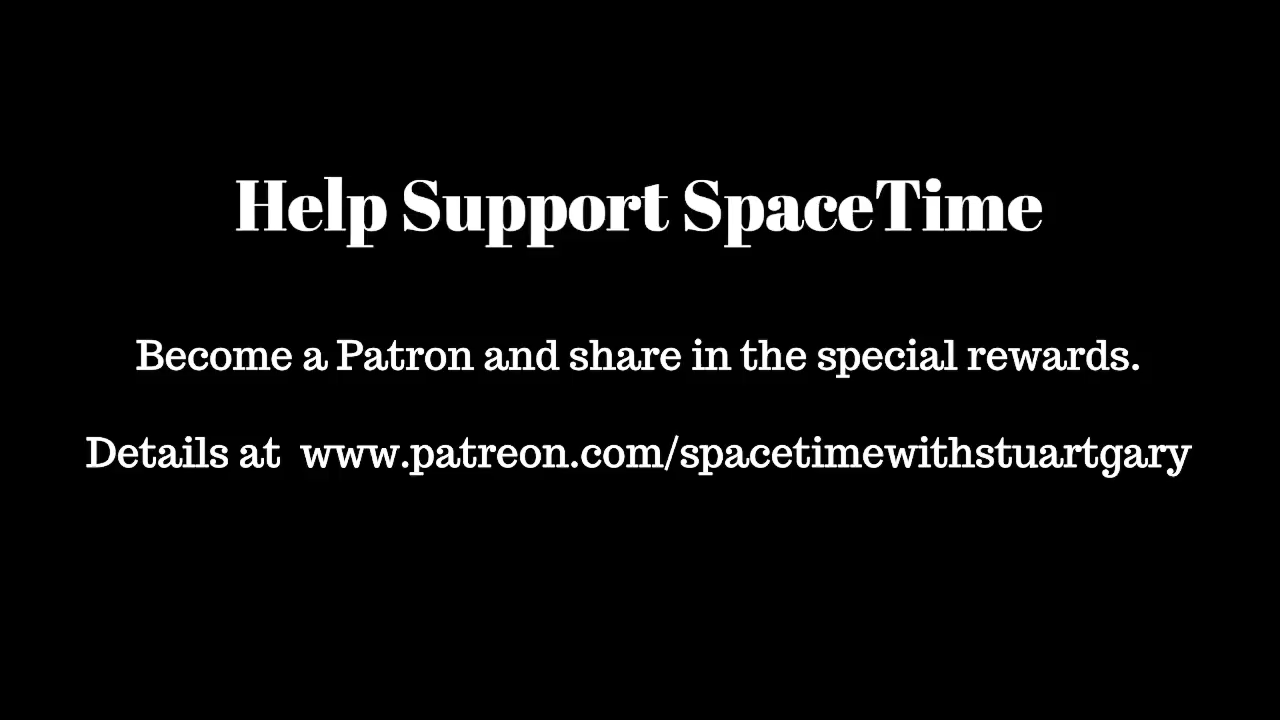 Help Support SpaceTime
Become a Patron and share in the special rewards.
Details at www.patreon.com/spacetimewithstuartgary